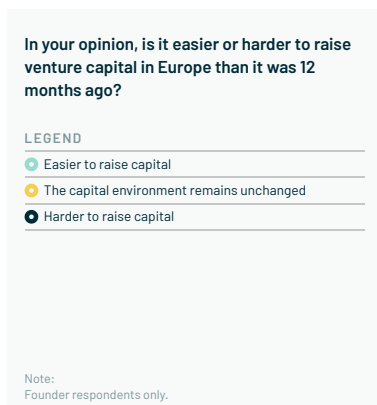 In your opinion, is it easier or harder to raise
venture capital in Europe than it was 12
months ago?
LEGEND
Easier to raise capital
The capital environment remains unchanged
Harder to raise capital
Note:
Founder respondents only.